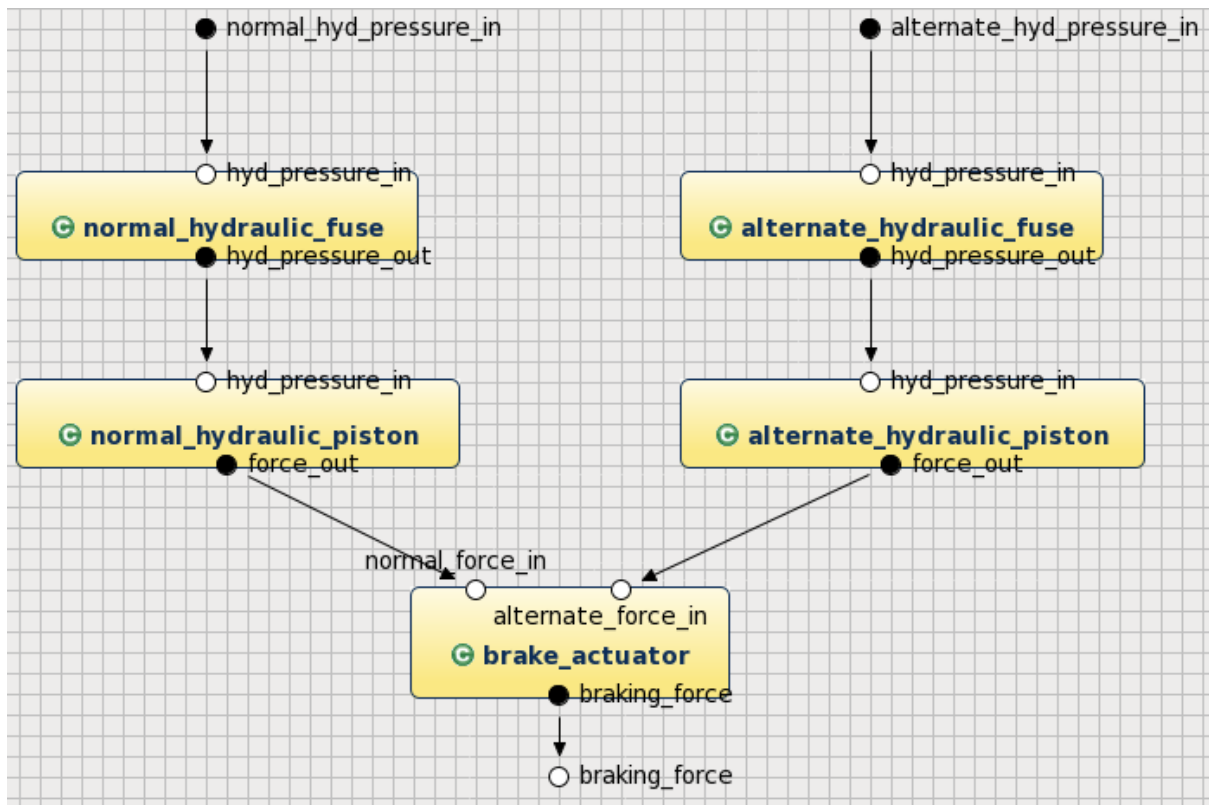 normal_hyd_pressure_in
alternate_hyd_pressure_in
hyd_pressure_in
hyd_pressure_in
C normal_hydraulic_fuse
C alternate_hydraulic_fuse
hyd_pressure_out
hyd_pressure_out
hyd_pressure_in
hyd_pressure_in
C normal_hydraulic_piston
C alternate_hydraulic_piston
force_out
force_out
normal_force_in
alternate_force_in
C brake_actuator
braking_force
braking_force